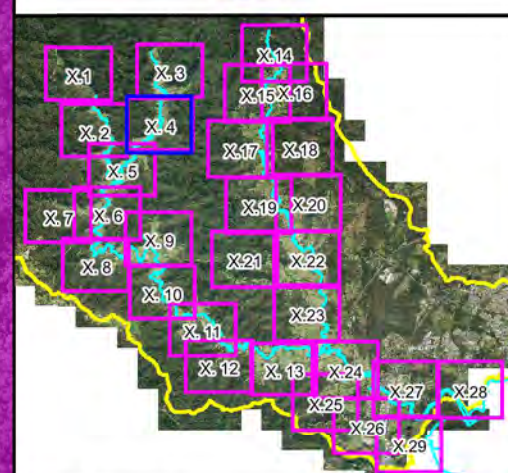 X.14
X.1
X. 3
X.15
X.16
X. 2
X. 4
X.17
X.18
X. 5
X. 7
X. 6
X.19
X.20
X. 9
X. 8
X.21
X.22
X. 10
X.23
X. 11
X. 12
X. 13
X.24
X.27
X.28
X.25
X.26
X.29